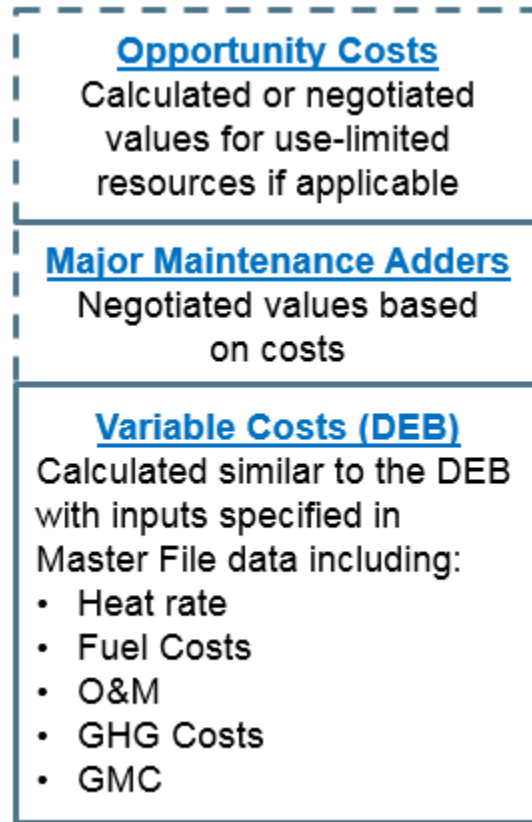 Opportunity Costs
Calculated or negotiated
values for use-limited
resources if applicable
Major Maintenance Adders
Negotiated values based
on costs
Variable Costs (DEB)
Calculated similar to the DEB
with inputs specified in
Master File data including:
• Heat rate
• Fuel Costs
• O&M
• GHG Costs
• GMC